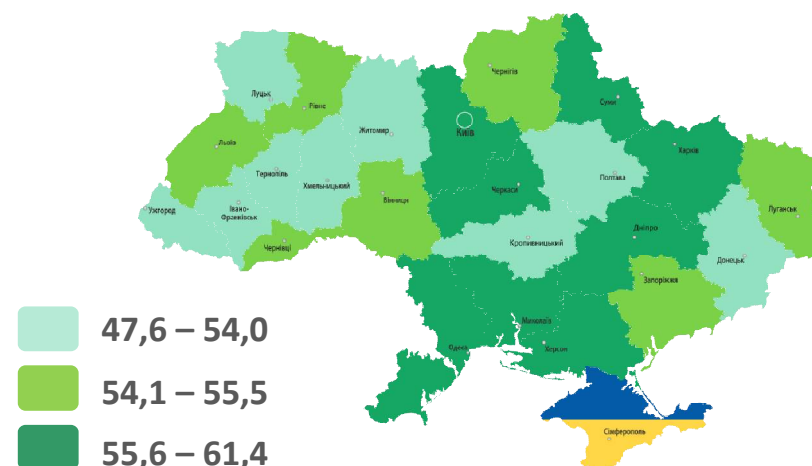 Чернігів
Луцьк
Рівне
Суми
Житомир
Київ
Львів
Харків
Тернопіль
Хмельницький
Полтава
Черкаси
Вінниця
Ужгород
Івано-
Франківськ
Луганськ
Дніпро
Чернівці
Кропивницький
Донецьк
Запоріжжя
Миколаїв
Одеса
Херсон
Сімферополь
47,6 – 54,0
54,1 – 55,5
55,6 – 61,4